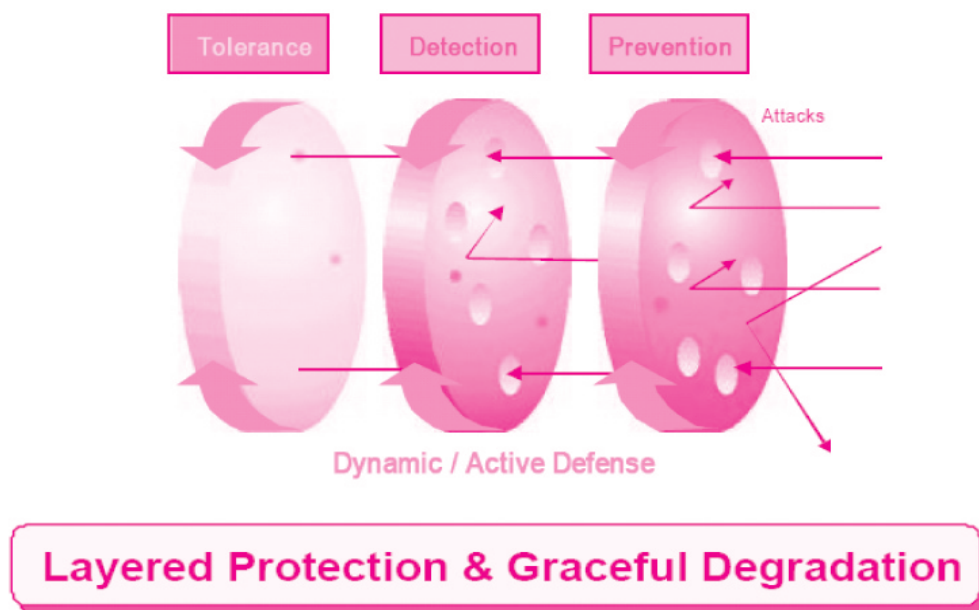 Tolerance
Detection
Prevention
Attacks
Dynamic / Active Defense
Layered Protection & Graceful Degradation